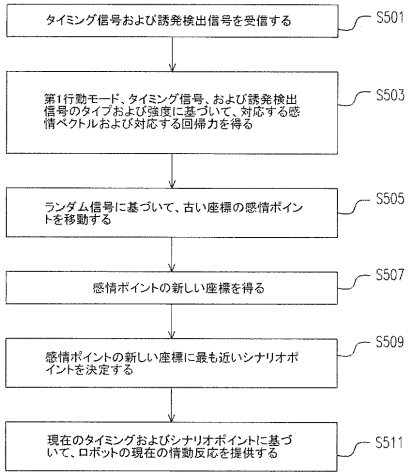 タイミング信号および誘発検出信号を受信する
S501
第1行動モード、タイミング信号、および誘発検出
信号のタイプおよび強度に基づいて、対応する感
情ベクトルおよび対応する回帰力を得る
S503
ランダム信号に基づいて、古い座標の感情ポイン
トを移動する
S505
感情ポイントの新しい座標を得る
S507
感情ポイントの新しい座標に最も近いシナリオポ
イントを決定する
S509
現在のタイミングおよびシナリオポイントに基づ
いて、ロボットの現在の情動反応を提供する
S511